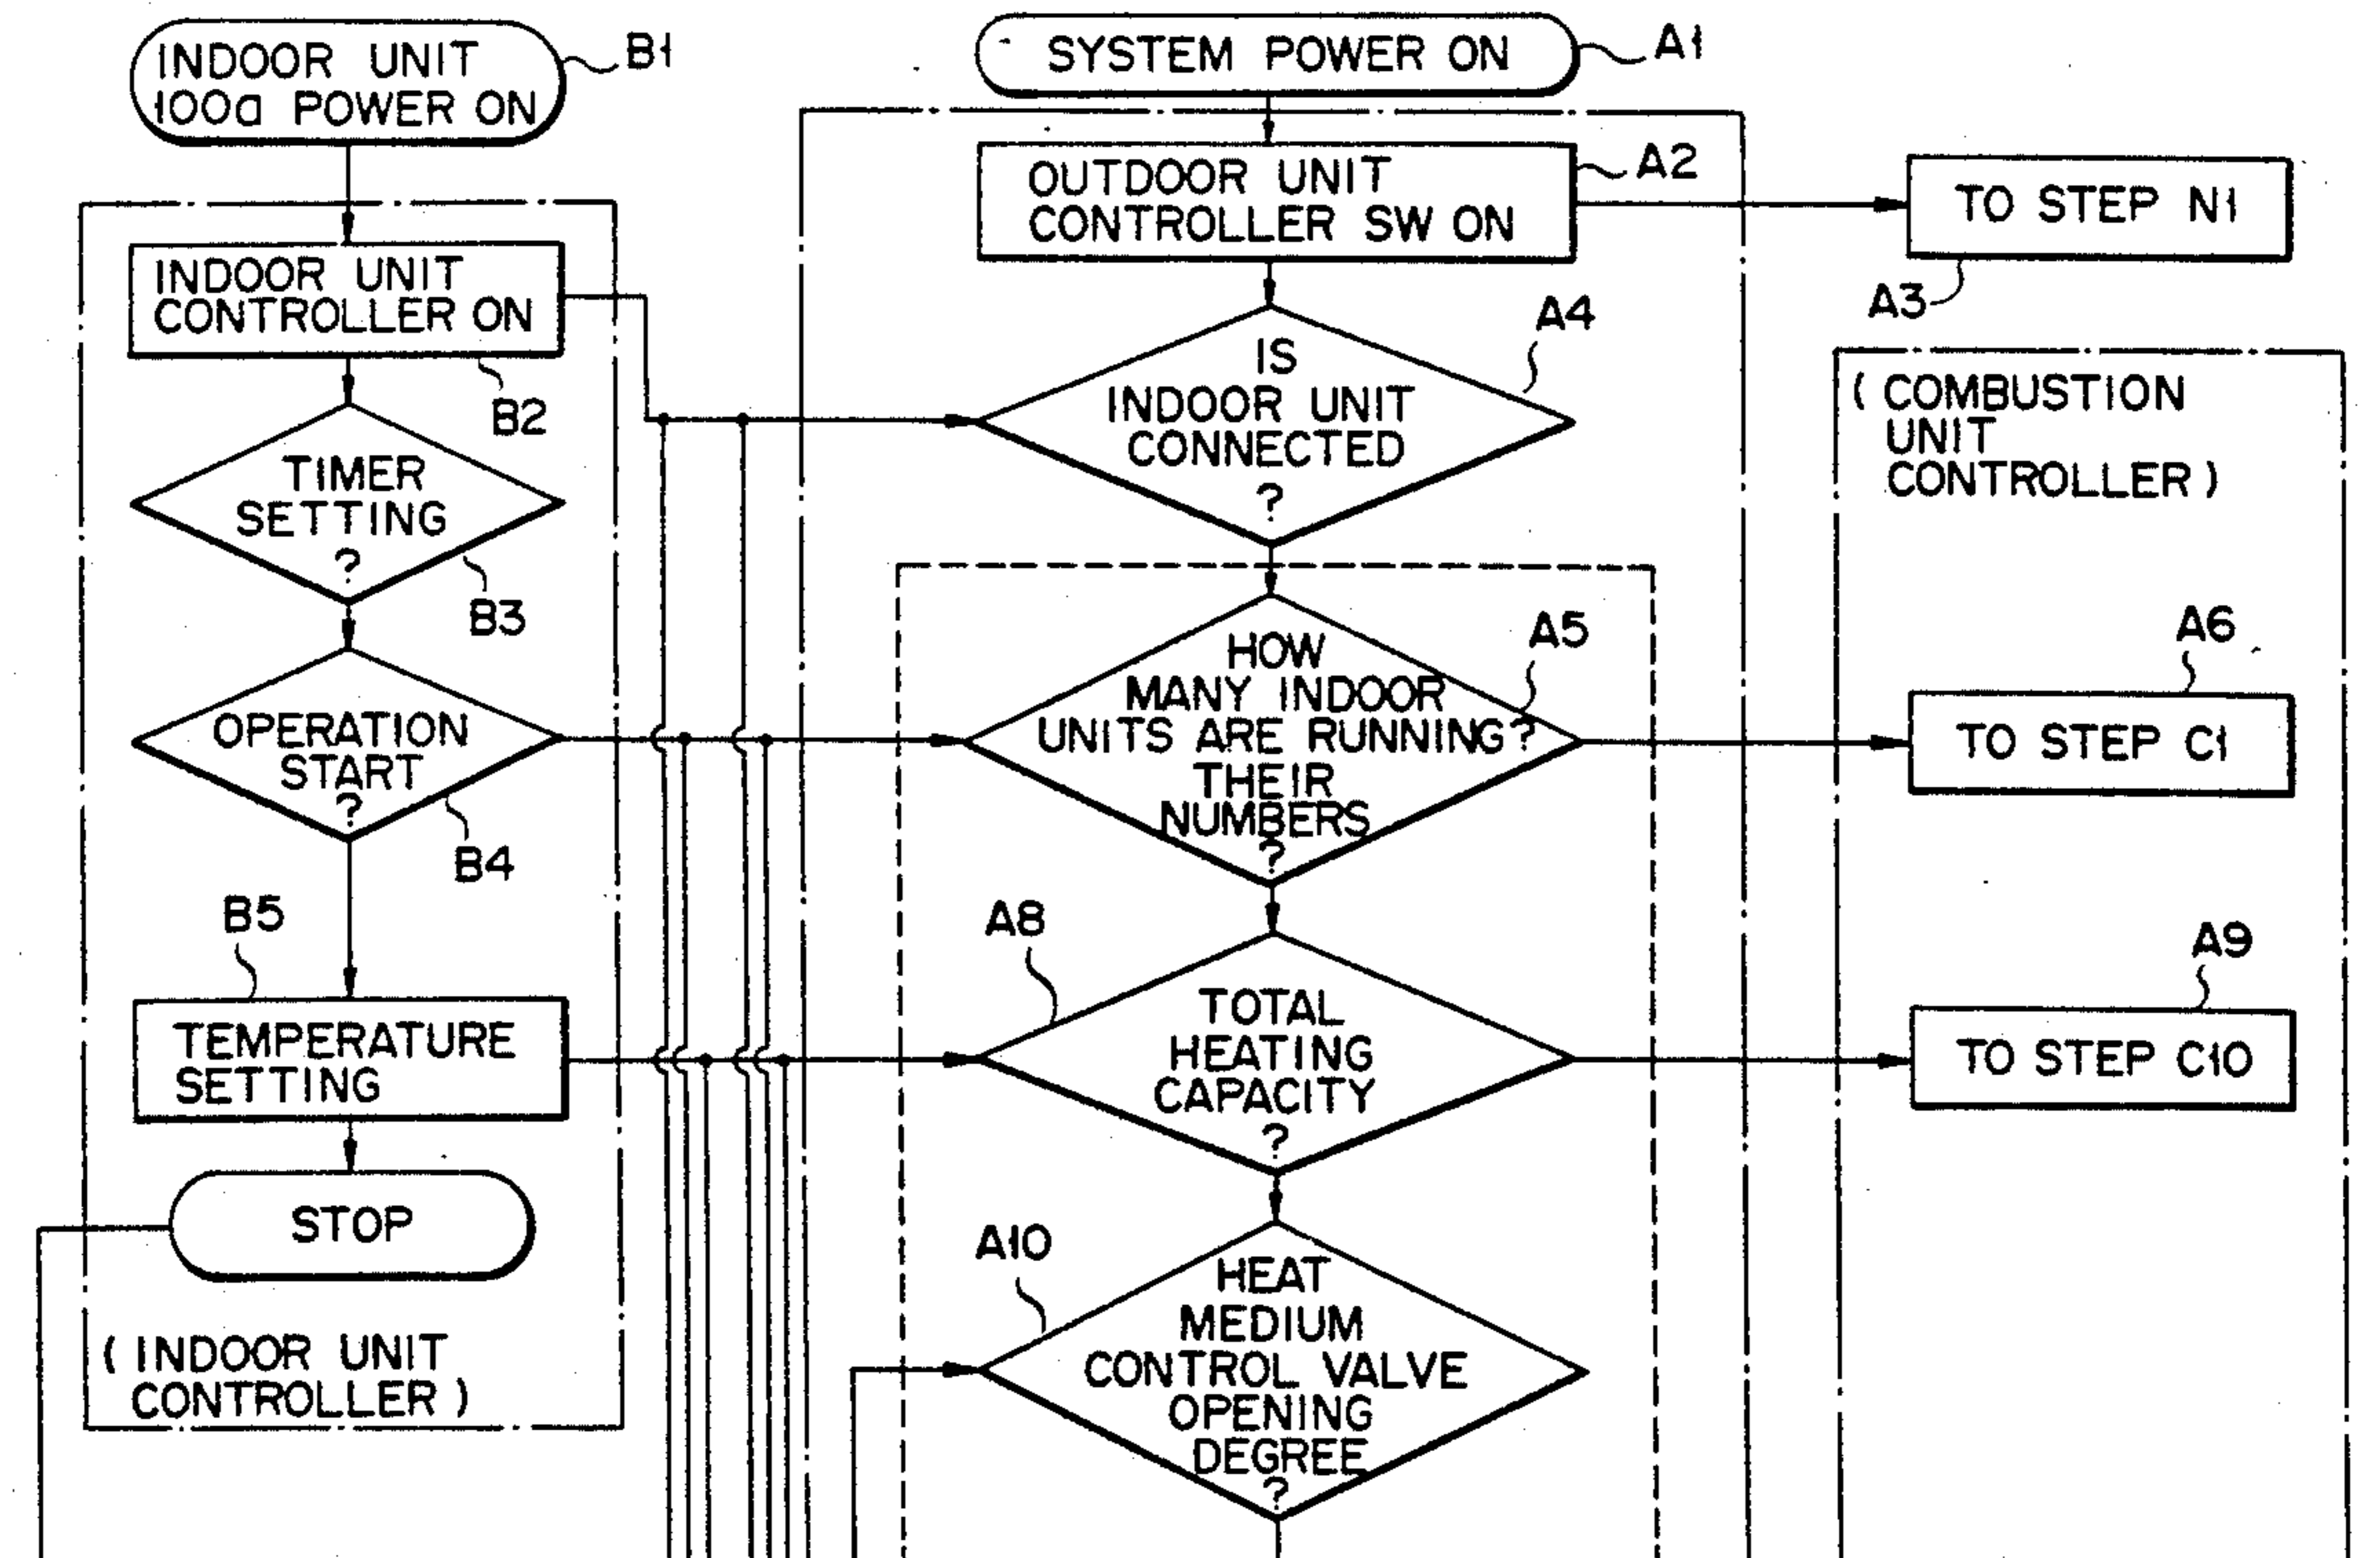 INDOOR UNIT
100a POWER ON
B1
INDOOR UNIT
CONTROLLER ON
B2
TIMER
SETTING
?
B3
OPERATION
START
?
B4
B5
TEMPERATURE
SETTING
STOP
( INDOOR UNIT
CONTROLLER )
SYSTEM POWER ON
A1
OUTDOOR UNIT
CONTROLLER SW ON
A2
TO STEP N1
A3
IS
INDOOR UNIT
CONNECTED
?
A4
( COMBUSTION
UNIT
CONTROLLER )
HOW
MANY INDOOR
UNITS ARE RUNNING?
THEIR
NUMBERS
?
A5
A6
TO STEP C1
A8
TOTAL
HEATING
CAPACITY
?
A9
TO STEP C10
A10
HEAT
MEDIUM
CONTROL VALVE
OPENING
DEGREE
?